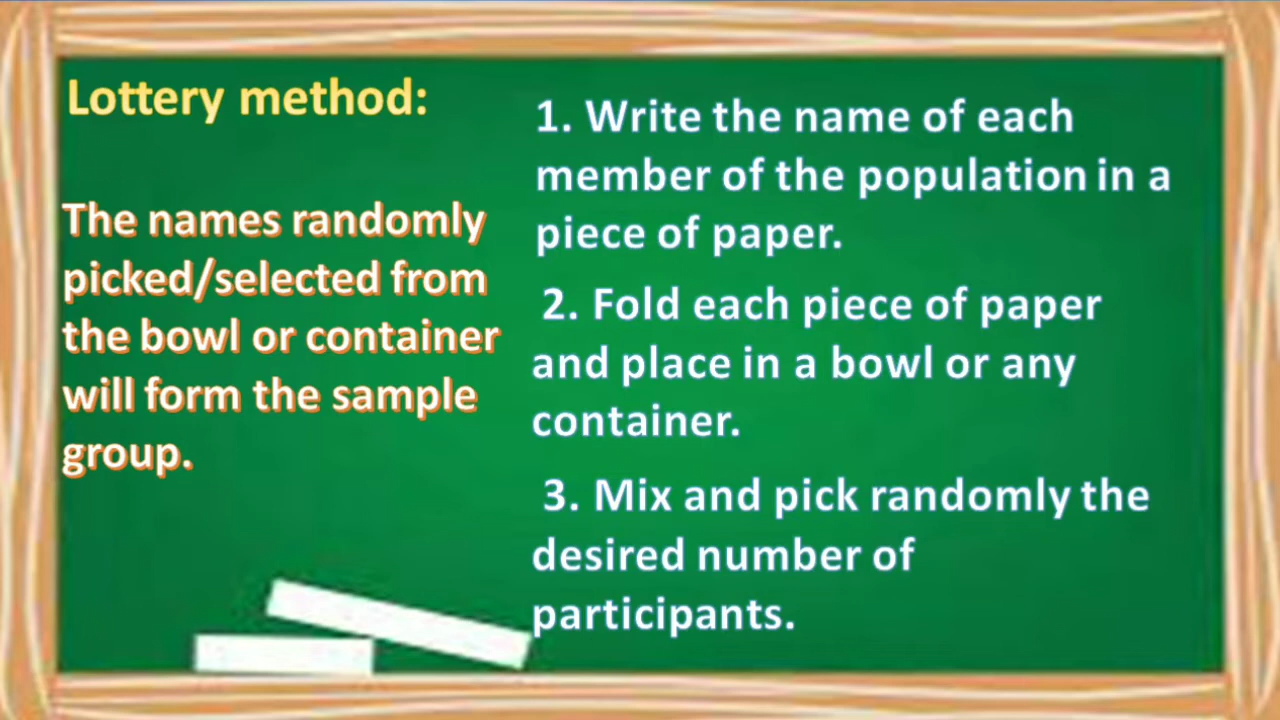 Lottery method:
The names randomly
picked/selected from
the bowl or container
will form the sample
group.
1. Write the name of each
member of the population in a
piece of paper.
2. Fold each piece of paper
and place in a bowl or any
container.
3. Mix and pick randomly the
desired number of
participants.